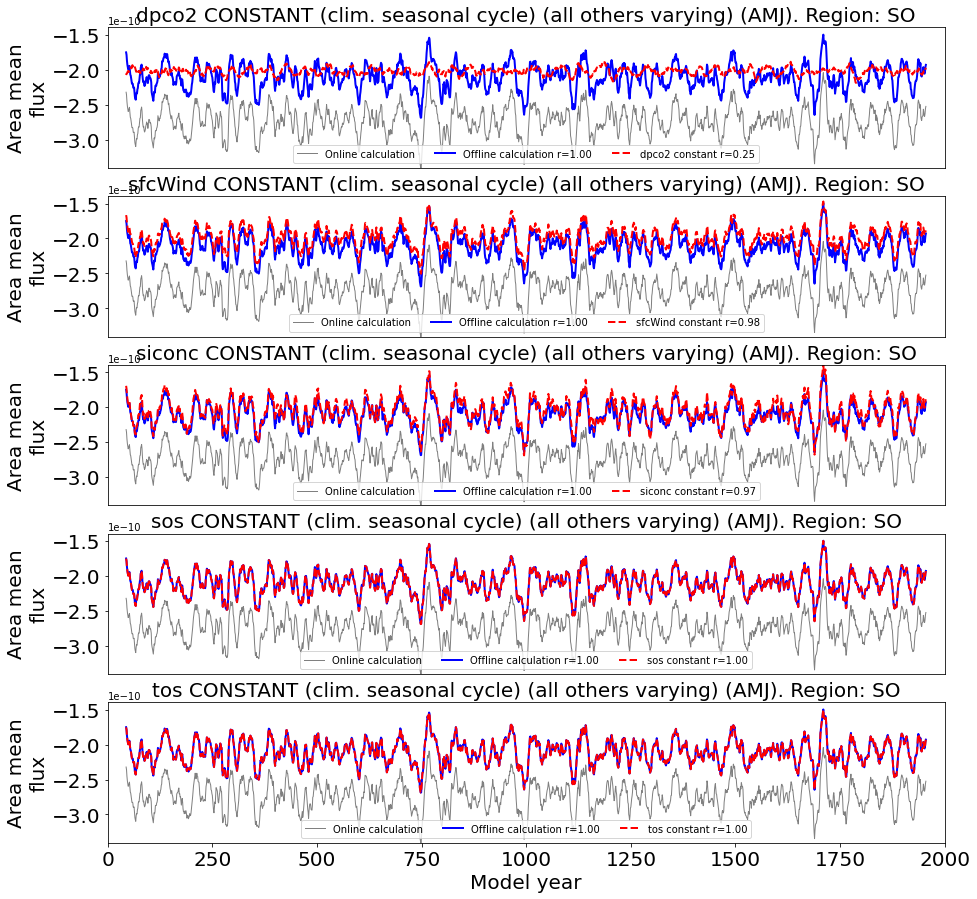 dpco2 CONSTANT (clim. seasonal cycle) (all others varying) (AMJ). Region: SO
1e−10
−1.5
−2.0
−2.5
−3.0
Area mean
flux
Online calculation
Offline calculation r=1.00
dpco2 constant r=0.25
sfcWind CONSTANT (clim. seasonal cycle) (all others varying) (AMJ). Region: SO
1e−10
−1.5
−2.0
−2.5
−3.0
Area mean
flux
Online calculation
Offline calculation r=1.00
sfcWind constant r=0.98
siconc CONSTANT (clim. seasonal cycle) (all others varying) (AMJ). Region: SO
1e−10
−1.5
−2.0
−2.5
−3.0
Area mean
flux
Online calculation
Offline calculation r=1.00
siconc constant r=0.97
sos CONSTANT (clim. seasonal cycle) (all others varying) (AMJ). Region: SO
1e−10
−1.5
−2.0
−2.5
−3.0
Area mean
flux
Online calculation
Offline calculation r=1.00
sos constant r=1.00
tos CONSTANT (clim. seasonal cycle) (all others varying) (AMJ). Region: SO
1e−10
−1.5
−2.0
−2.5
−3.0
Area mean
flux
Online calculation
Offline calculation r=1.00
tos constant r=1.00
0 250 500 750 1000 1250 1500 1750 2000
Model year